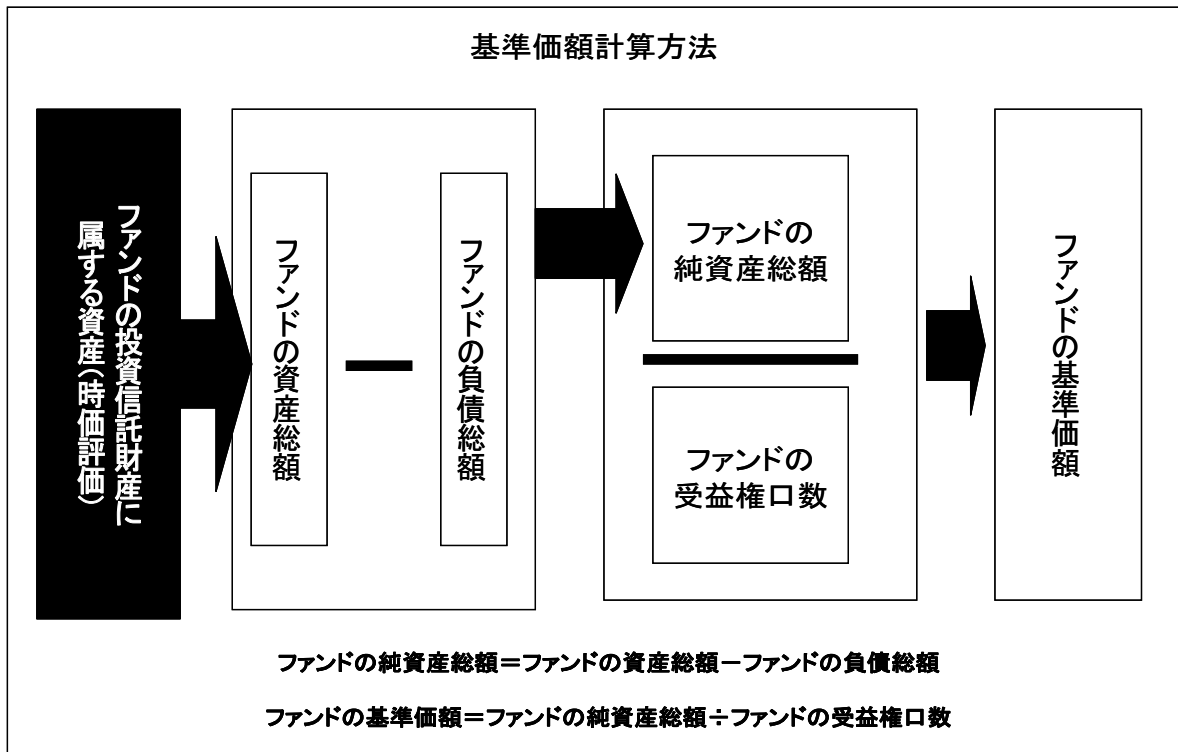 基準価額計算方法
ファンドの投資信託財産に
属する資産(時価評価)
ファンドの資産総額
ファンドの負債総額
ファンドの
純資産総額
ファンドの
受益権口数
ファンドの基準価額
ファンドの純資産総額=ファンドの資産総額-ファンドの負債総額
ファンドの基準価額=ファンドの純資産総額÷ファンドの受益権口数